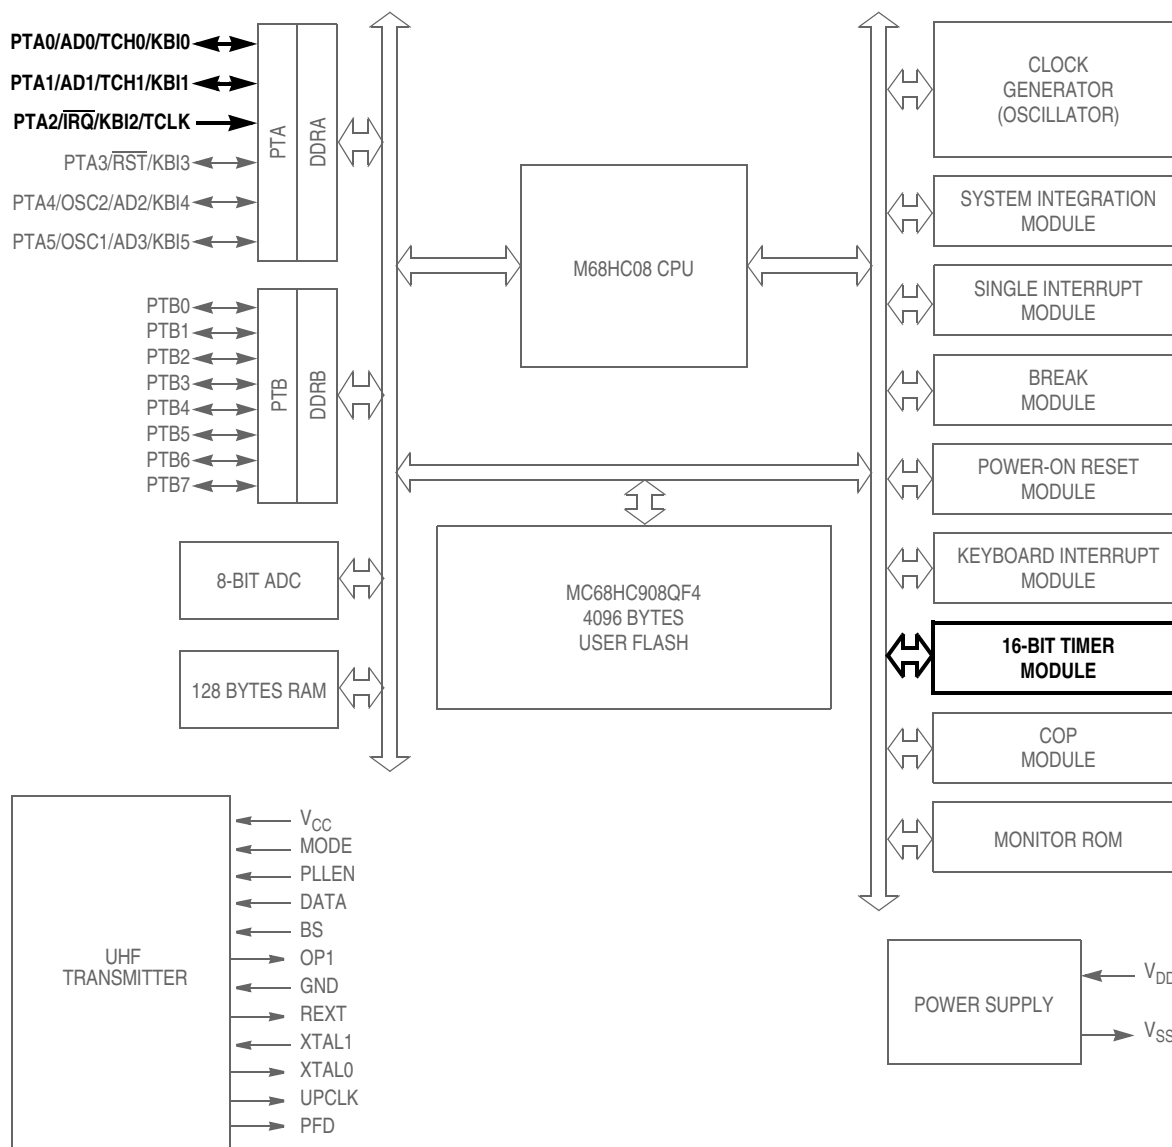 PTA0/AD0/TCH0/KBI0
PTA1/AD1/TCH1/KBI1
PTA2/IRQ/KBI2/TCLK
PTA3/RST/KBI3
PTA4/OSC2/AD2/KBI4
PTA5/OSC1/AD3/KBI5
PTA
DDRA
PTB0
PTB1
PTB2
PTB3
PTB4
PTB5
PTB6
PTB7
PTB
DDRB
8-BIT ADC
128 BYTES RAM
M68HC08 CPU
MC68HC908QF4
4096 BYTES
USER FLASH
CLOCK
GENERATOR
(OSCILLATOR)
SYSTEM INTEGRATION
MODULE
SINGLE INTERRUPT
MODULE
BREAK
MODULE
POWER-ON RESET
MODULE
KEYBOARD INTERRUPT
MODULE
16-BIT TIMER
MODULE
COP
MODULE
MONITOR ROM
UHF
TRANSMITTER
VCC
MODE
PLLEN
DATA
BS
OP1
GND
REXT
XTAL1
XTAL0
UPCLK
PFD
POWER SUPPLY
VDD
VSS